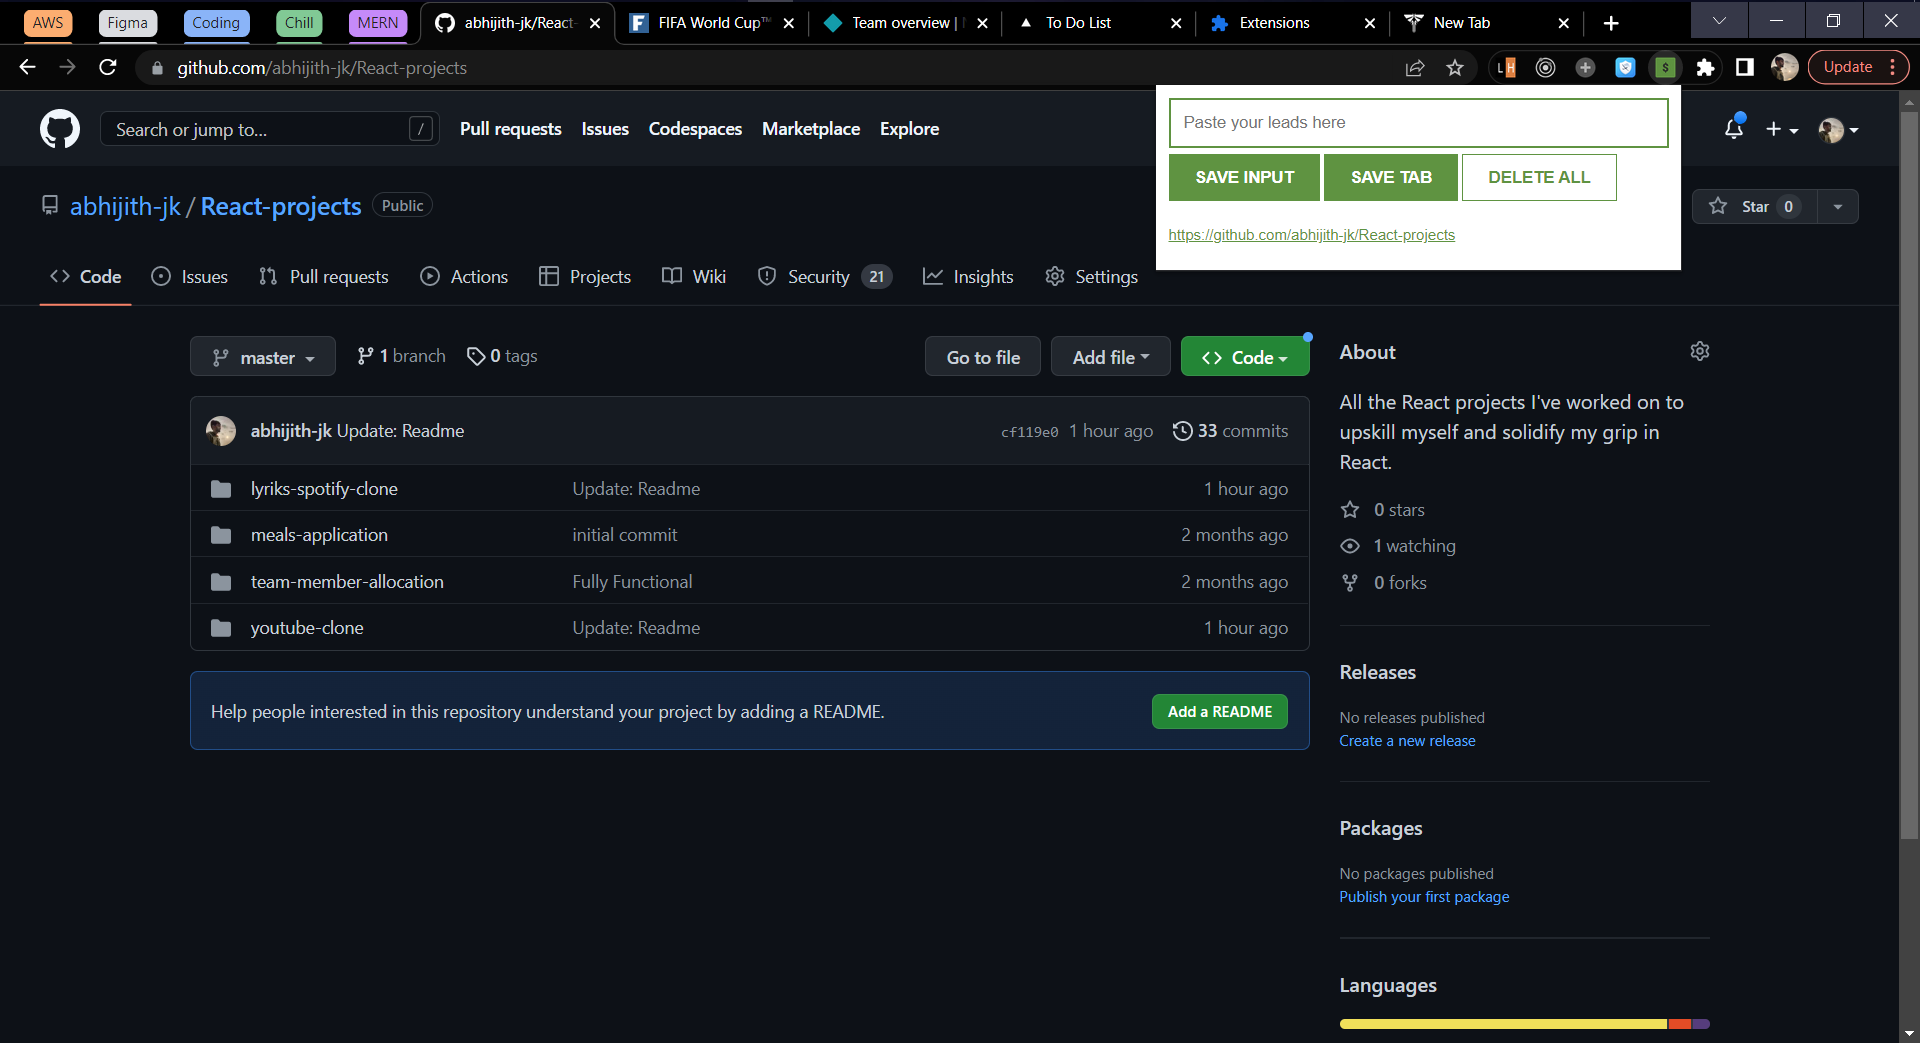 AWS Figma Coding Chill MERN abhijith-jk/React- FIFA World Cup™ Team overview | To Do List Extensions New Tab
github.com/abhijith-jk/React-projects LH $ Update
Search or jump to... / Pull requests Issues Codespaces Marketplace Explore
Paste your leads here
SAVE INPUT SAVE TAB DELETE ALL
https://github.com/abhijith-jk/React-projects
abhijith-jk / React-projects Public Star 0
Code Issues Pull requests Actions Projects Wiki Security 21 Insights Settings
master 1 branch 0 tags Go to file Add file Code
abhijith-jk Update: Readme cf119e0 1 hour ago 33 commits
lyriks-spotify-clone Update: Readme 1 hour ago
meals-application initial commit 2 months ago
team-member-allocation Fully Functional 2 months ago
youtube-clone Update: Readme 1 hour ago
Help people interested in this repository understand your project by adding a README. Add a README
About
All the React projects I've worked on to
upskill myself and solidify my grip in
React.
0 stars
1 watching
0 forks
Releases
No releases published
Create a new release
Packages
No packages published
Publish your first package
Languages